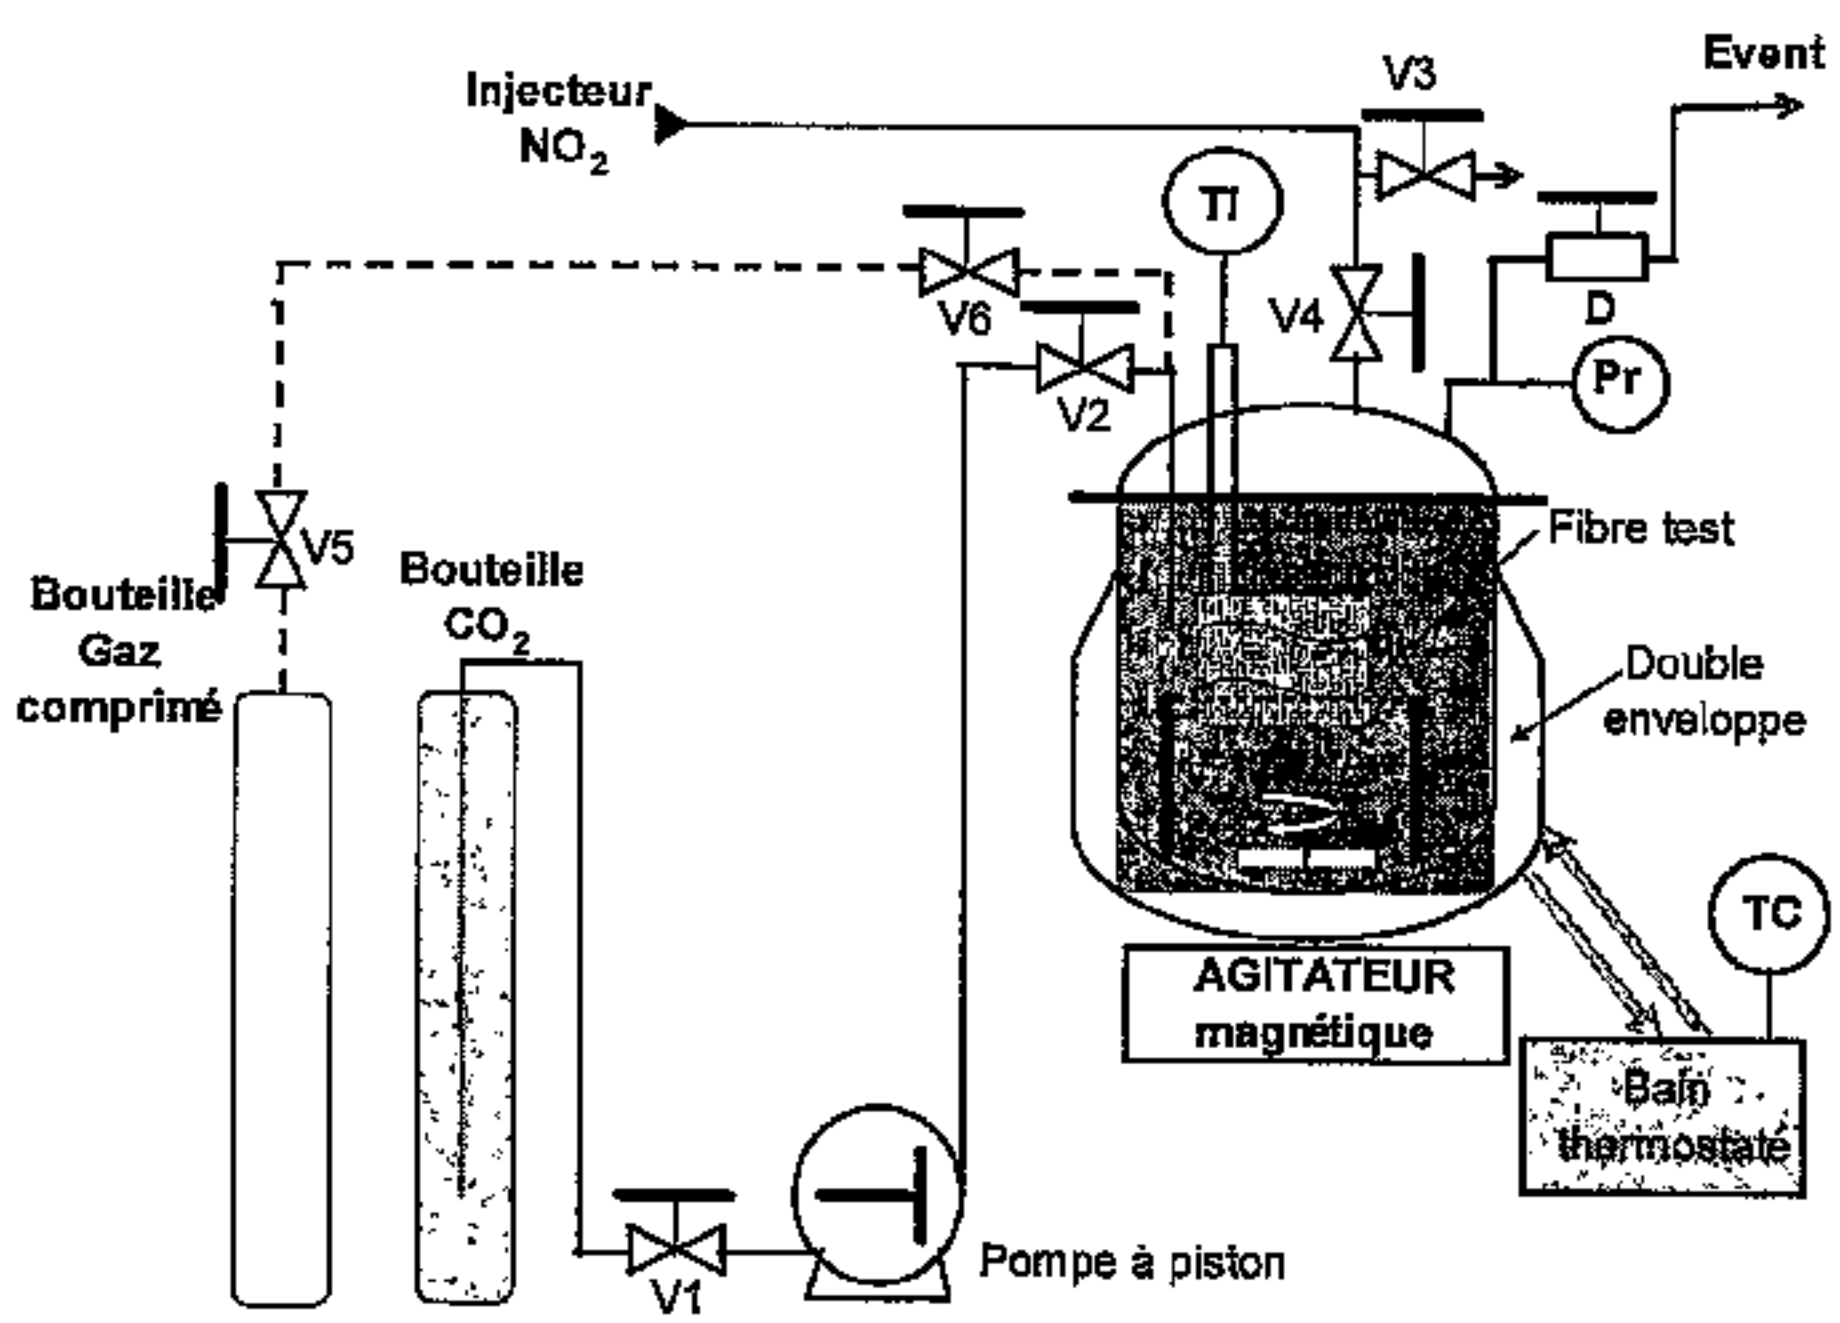 Event
V3
Injecteur
NO2
TI
V6
V4
D
V2
Pr
V5
Fibre test
Bouteille
Gaz
comprimé
Bouteille
CO2
Double
enveloppe
TC
AGITATEUR
magnétique
Bain
thermostaté
Pompe à piston
V1